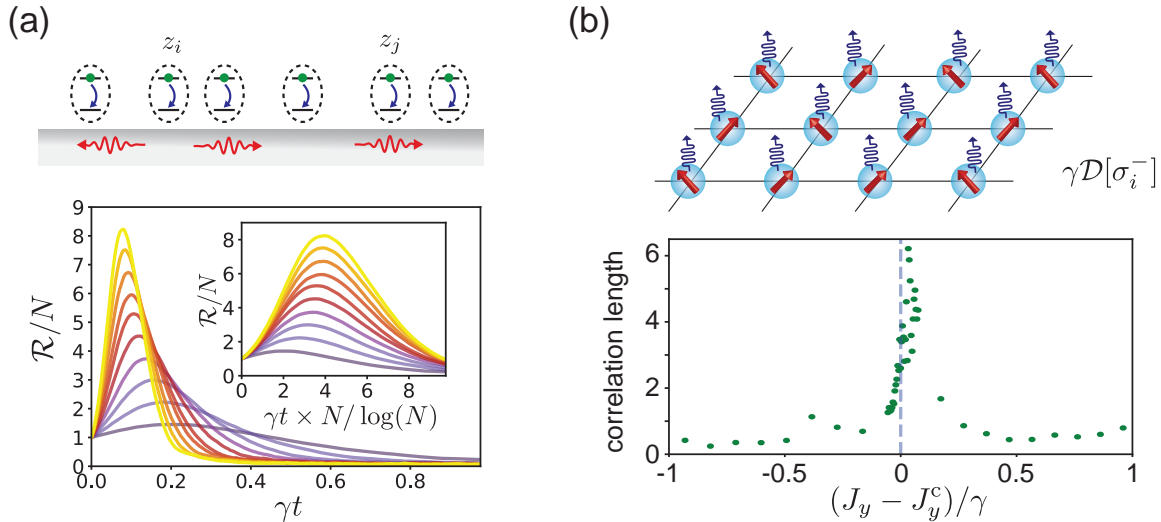 (a)
z_i z_j
R/N
9
8
7
6
5
4
3
2
1
0
0.0 0.2 0.4 0.6 0.8
γt
R/N
8
6
4
2
0
0 2 4 6 8
γt × N/ log(N)
(b)
γD[σ_i^−]
correlation length
6
4
2
0
-1 -0.5 0 0.5 1
(J_y − J_y^c)/γ